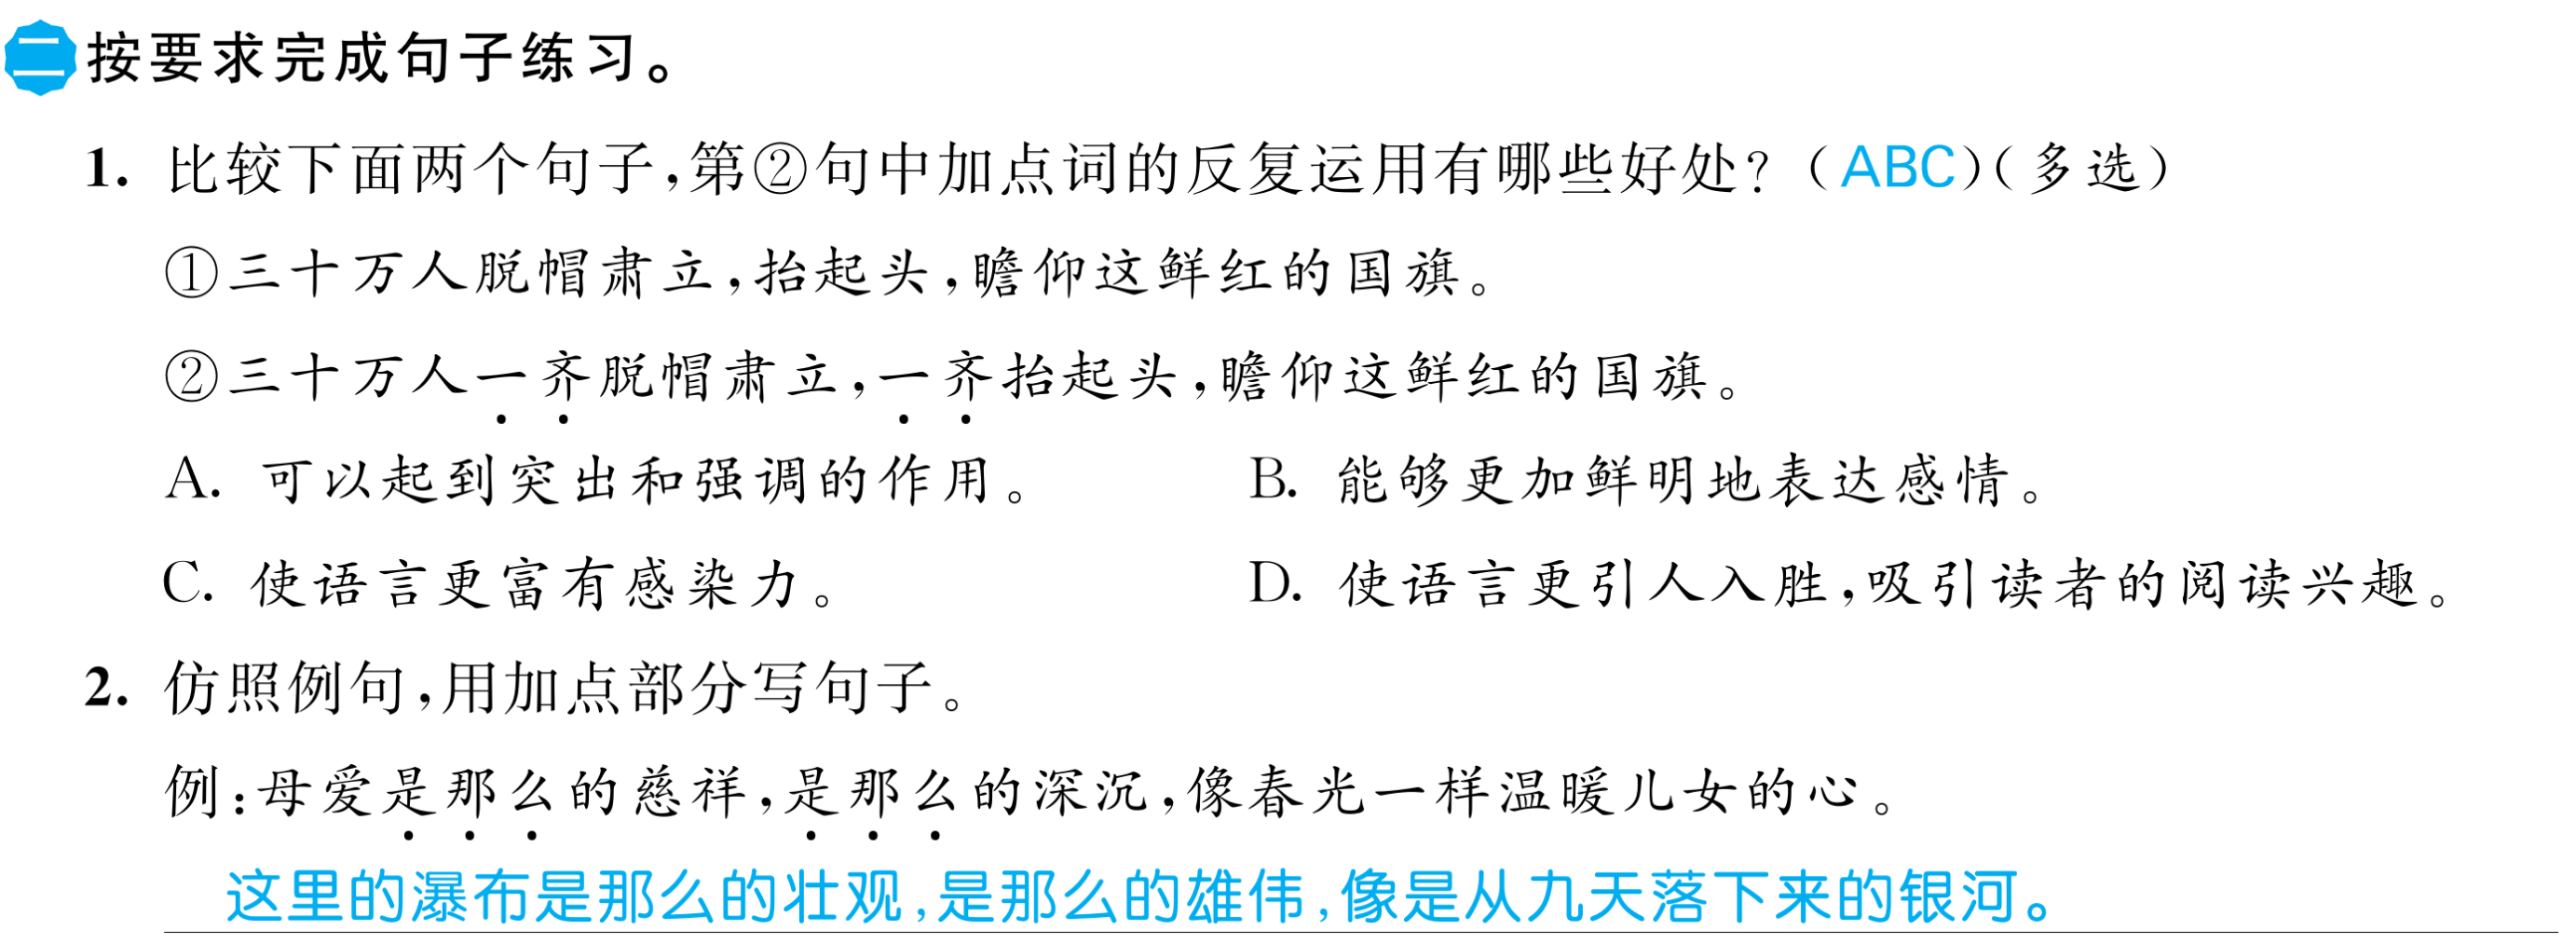 二 按要求完成句子练习。
1. 比较下面两个句子,第②句中加点词的反复运用有哪些好处?(ABC)(多选)
①三十万人脱帽肃立,抬起头,瞻仰这鲜红的国旗。
②三十万人一齐脱帽肃立,一齐抬起头,瞻仰这鲜红的国旗。
A. 可以起到突出和强调的作用。 B. 能够更加鲜明地表达感情。
C. 使语言更富有感染力。 D. 使语言更引人入胜,吸引读者的阅读兴趣。
2. 仿照例句,用加点部分写句子。
例:母爱是那么的慈祥,是那么的深沉,像春光一样温暖儿女的心。
这里的瀑布是那么的壮观,是那么的雄伟,像是从九天落下来的银河。